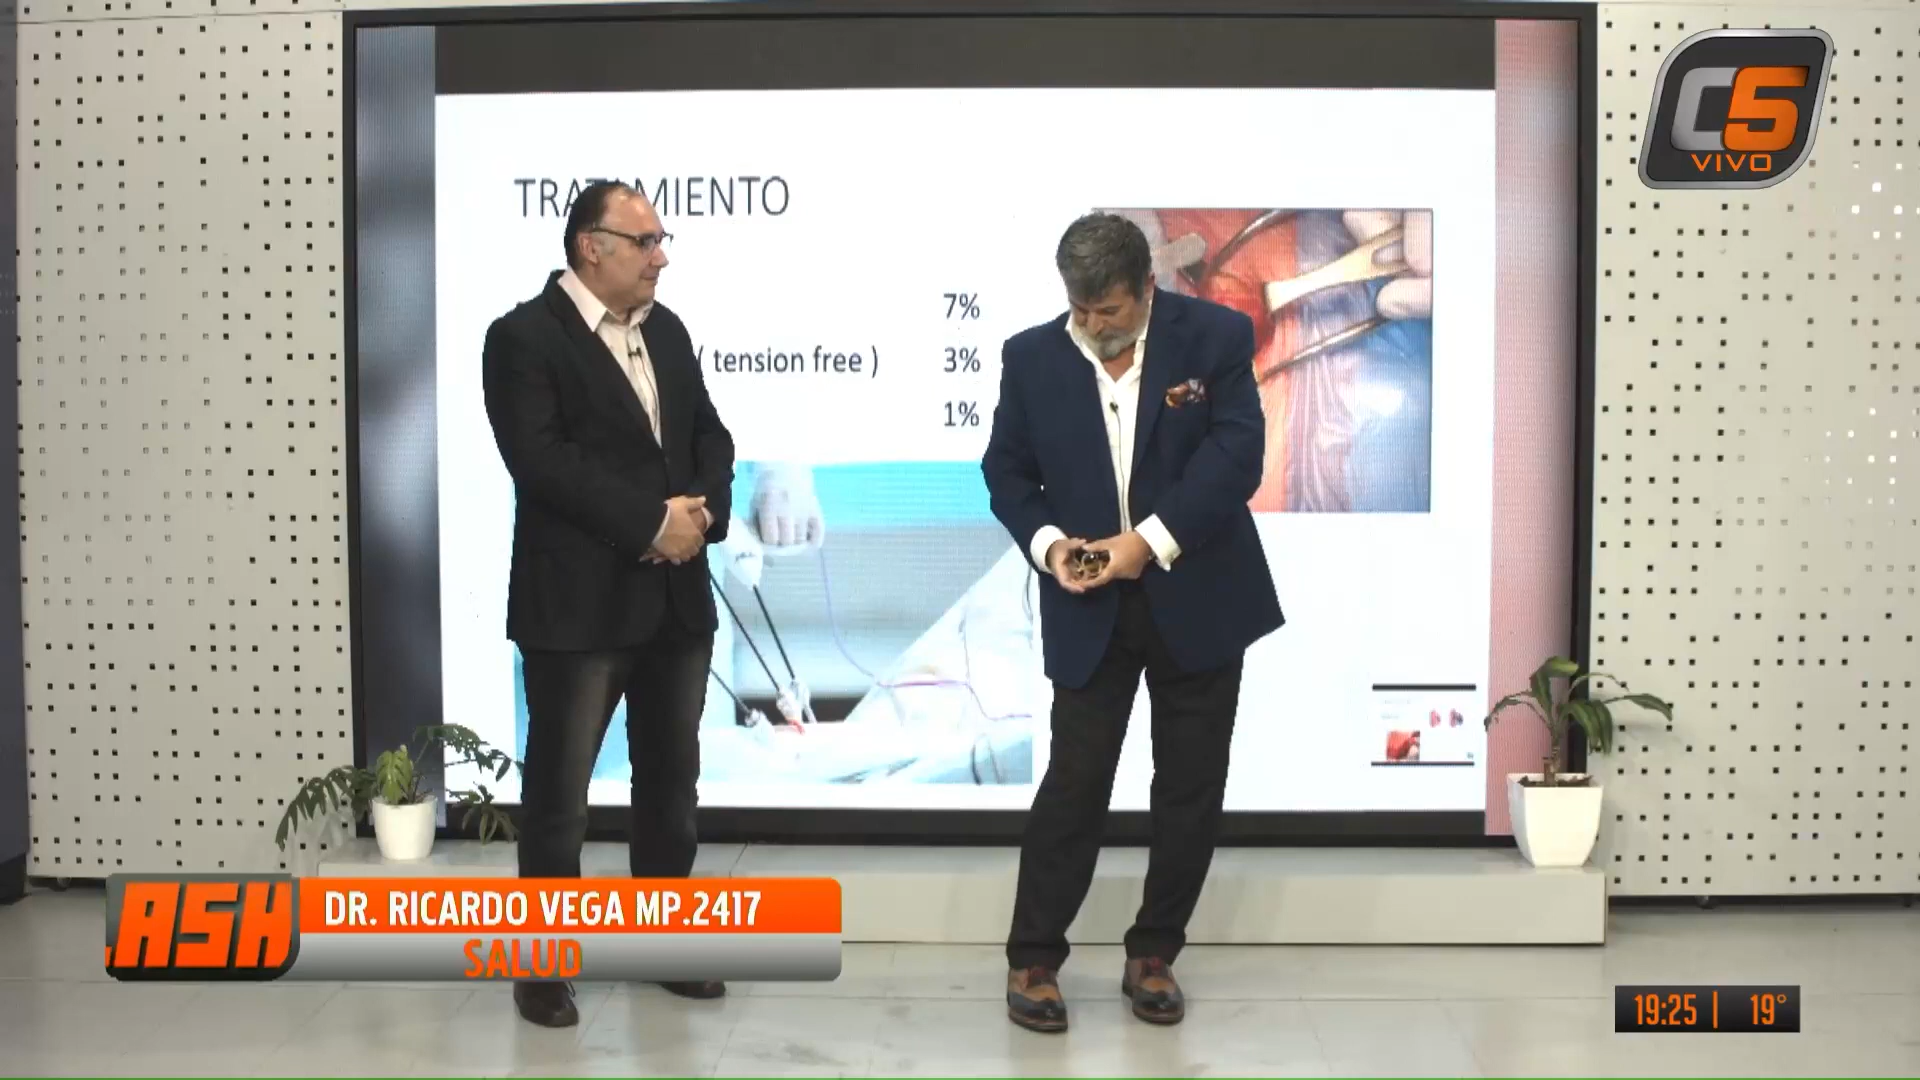 C5
VIVO
TRATAMIENTO
7%
( tension free ) 3%
1%
ASH
DR. RICARDO VEGA MP.2417
SALUD
19:25 | 19°